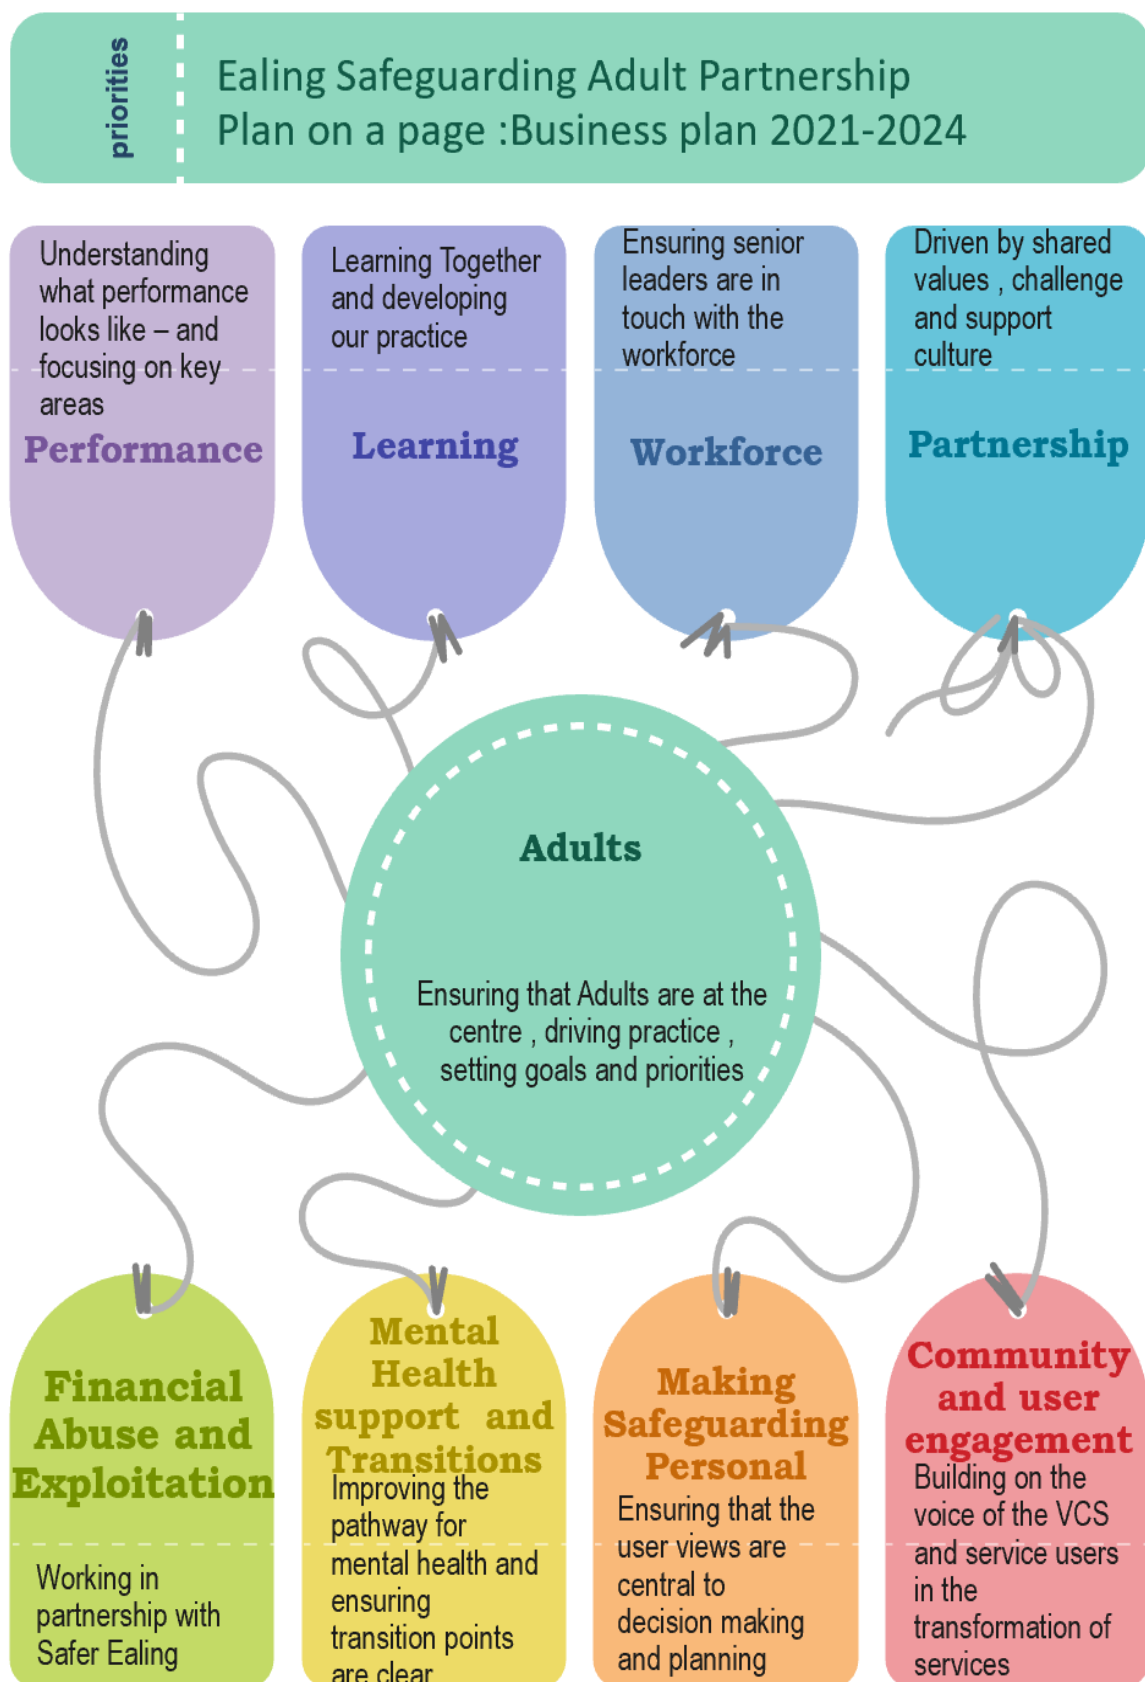 priorities
Ealing Safeguarding Adult Partnership
Plan on a page :Business plan 2021-2024
Understanding
what performance
looks like – and
focusing on key
areas
Performance
Learning Together
and developing
our practice
Learning
Ensuring senior
leaders are in
touch with the
workforce
Workforce
Driven by shared
values , challenge
and support
culture
Partnership
Adults
Ensuring that Adults are at the
centre , driving practice ,
setting goals and priorities
Financial
Abuse and
Exploitation
Working in
partnership with
Safer Ealing
Mental
Health
support and
Transitions
Improving the
pathway for
mental health and
ensuring
transition points
are clear
Making
Safeguarding
Personal
Ensuring that the
user views are
central to
decision making
and planning
Community
and user
engagement
Building on the
voice of the VCS
and service users
in the
transformation of
services